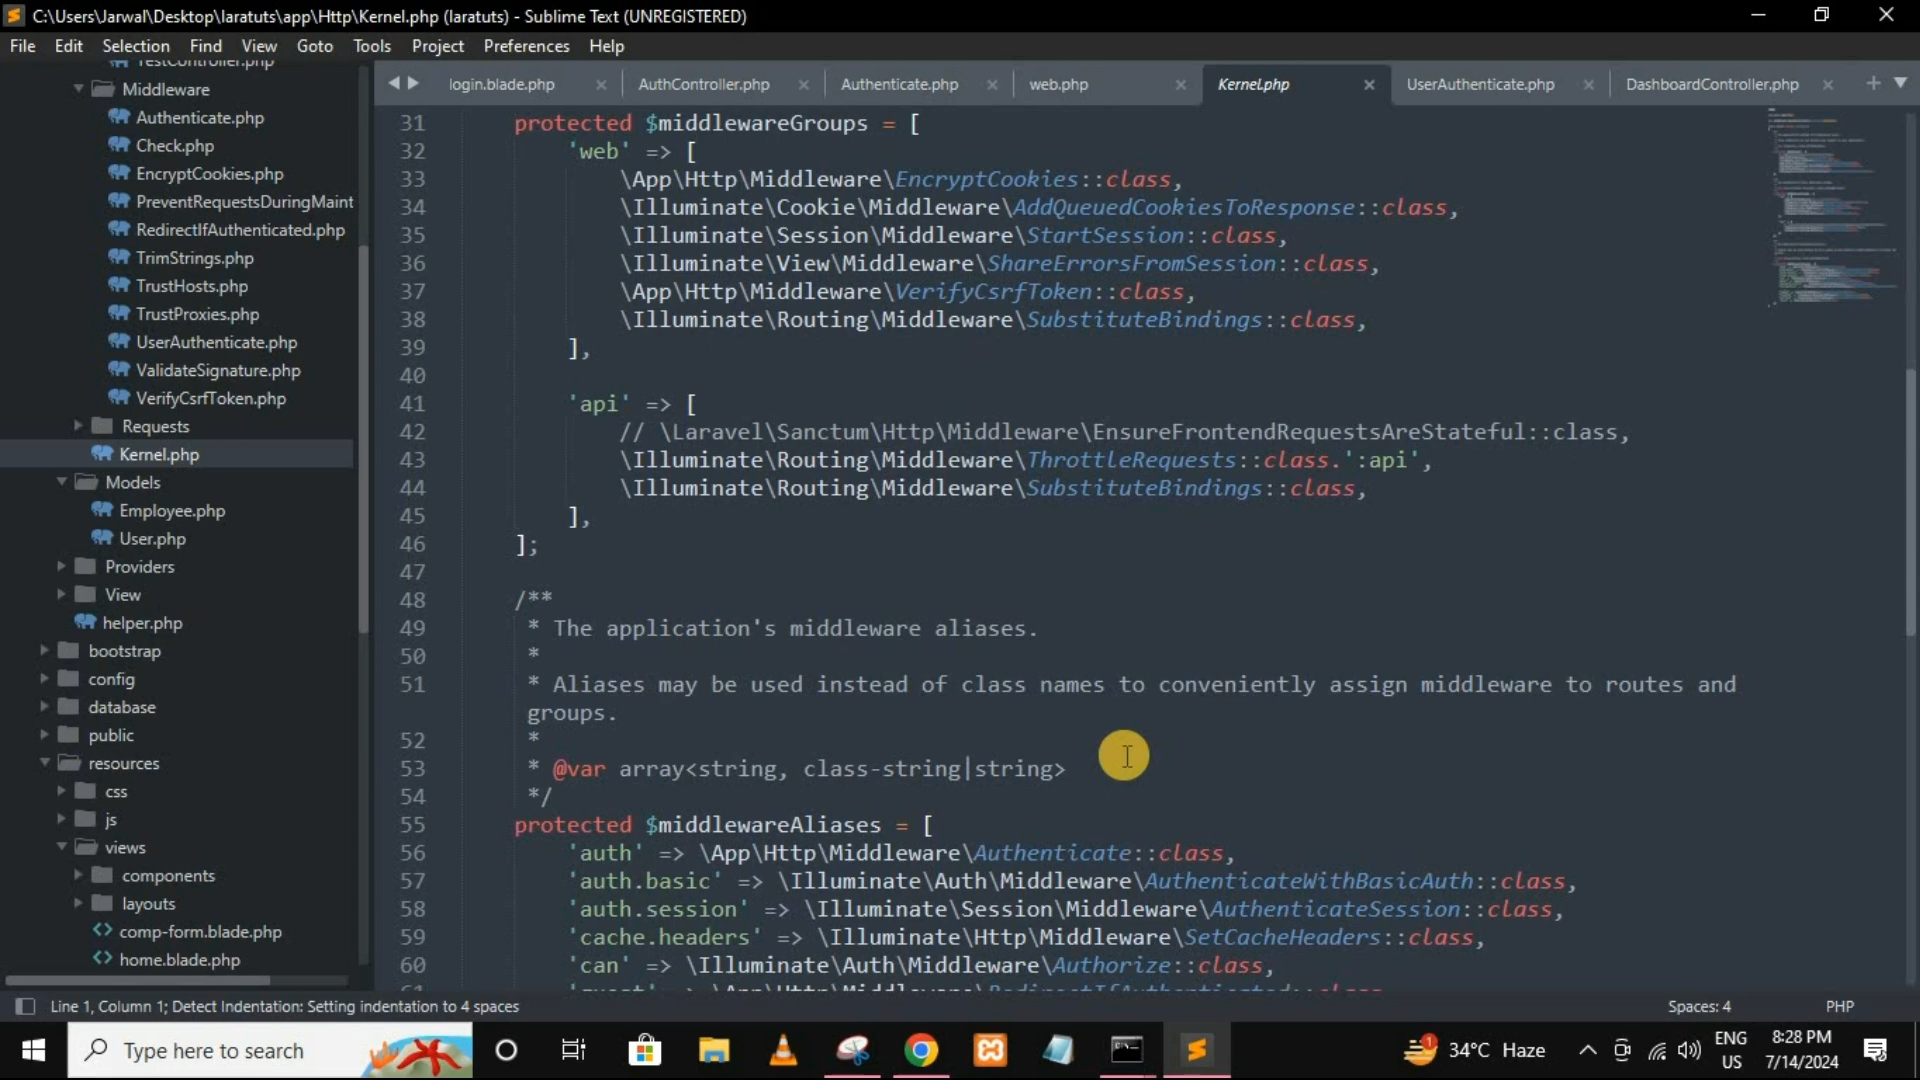 C:\Users\Jarwal\Desktop\laratuts\app\Http\Kernel.php (laratuts) - Sublime Text (UNREGISTERED)
File Edit Selection Find View Goto Tools Project Preferences Help
TestController.php
Middleware
Authenticate.php
Check.php
EncryptCookies.php
PreventRequestsDuringMaint
RedirectIfAuthenticated.php
TrimStrings.php
TrustHosts.php
TrustProxies.php
UserAuthenticate.php
ValidateSignature.php
VerifyCsrfToken.php
Requests
Kernel.php
Models
Employee.php
User.php
Providers
View
helper.php
bootstrap
config
database
public
resources
css
js
views
components
layouts
comp-form.blade.php
home.blade.php
login.blade.php AuthController.php Authenticate.php web.php Kernel.php UserAuthenticate.php DashboardController.php
31 protected $middlewareGroups = [
32 'web' => [
33 \App\Http\Middleware\EncryptCookies::class,
34 \Illuminate\Cookie\Middleware\AddQueuedCookiesToResponse::class,
35 \Illuminate\Session\Middleware\StartSession::class,
36 \Illuminate\View\Middleware\ShareErrorsFromSession::class,
37 \App\Http\Middleware\VerifyCsrfToken::class,
38 \Illuminate\Routing\Middleware\SubstituteBindings::class,
39 ],
40
41 'api' => [
42 // \Laravel\Sanctum\Http\Middleware\EnsureFrontendRequestsAreStateful::class,
43 \Illuminate\Routing\Middleware\ThrottleRequests::class.':api',
44 \Illuminate\Routing\Middleware\SubstituteBindings::class,
45 ],
46 ];
47
48 /**
49 * The application's middleware aliases.
50 *
51 * Aliases may be used instead of class names to conveniently assign middleware to routes and
groups.
52 *
53 * @var array<string, class-string|string>
54 */
55 protected $middlewareAliases = [
56 'auth' => \App\Http\Middleware\Authenticate::class,
57 'auth.basic' => \Illuminate\Auth\Middleware\AuthenticateWithBasicAuth::class,
58 'auth.session' => \Illuminate\Session\Middleware\AuthenticateSession::class,
59 'cache.headers' => \Illuminate\Http\Middleware\SetCacheHeaders::class,
60 'can' => \Illuminate\Auth\Middleware\Authorize::class,
61 'guest' => \App\Http\Middleware\RedirectIfAuthenticated::class
Line 1, Column 1; Detect Indentation: Setting indentation to 4 spaces
Spaces: 4 PHP
Type here to search
34°C Haze
ENG
US
8:28 PM
7/14/2024